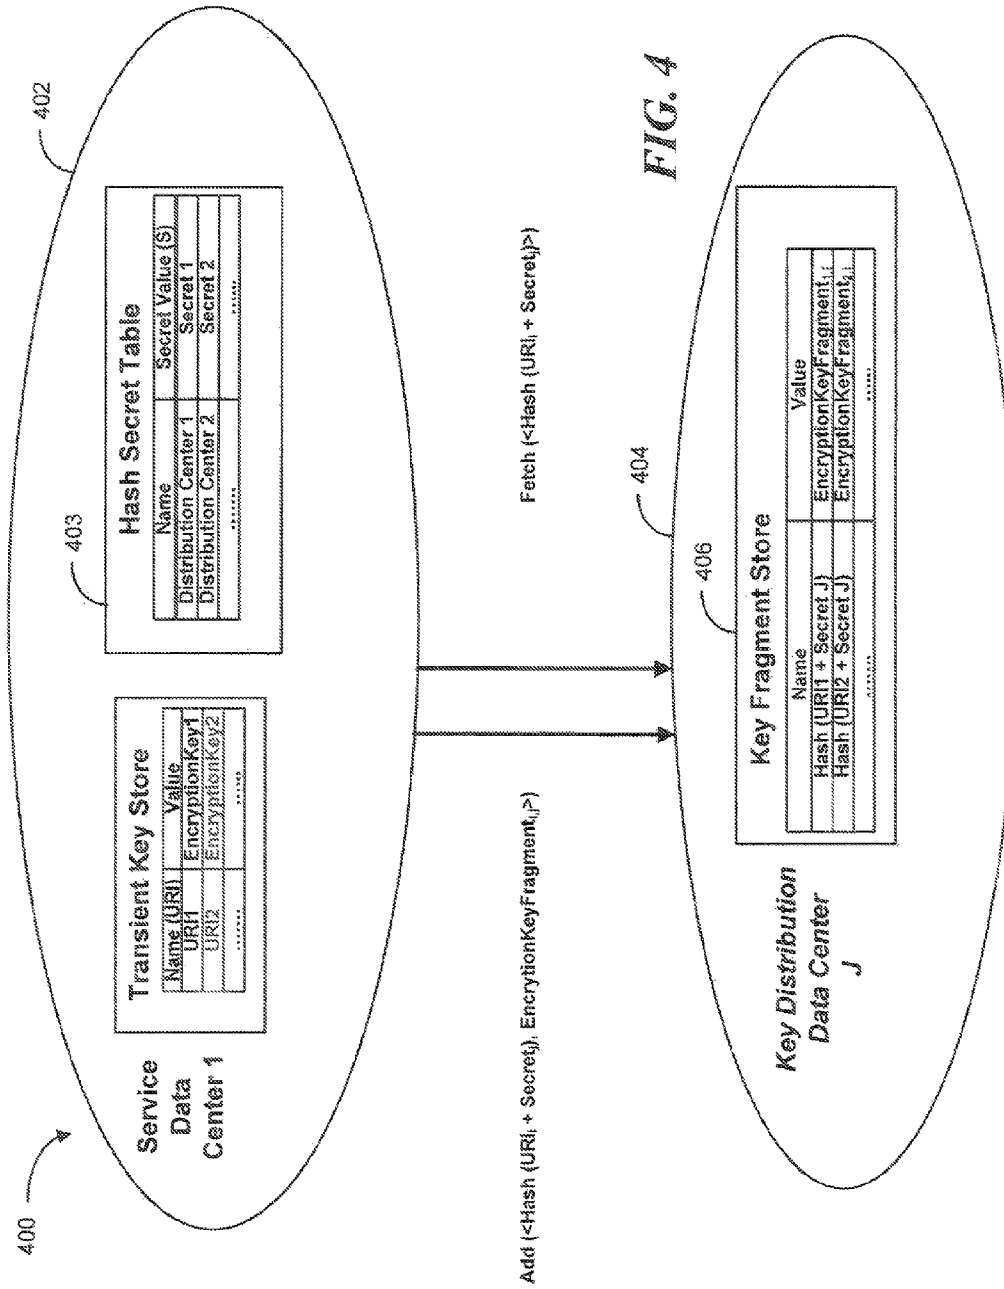 400
402
Service
Data
Center 1
Transient Key Store
Name (URI) Value
URI1 EncryptionKey1
URI2 EncryptionKey2
....... ......
403
Hash Secret Table
Name Secret Value (S)
Distribution Center 1 Secret 1
Distribution Center 2 Secret 2
....... ......
Add (<Hash (URIi + Secretj), EncrytionKeyFragmenti,j>)
Fetch (<Hash (URIi + Secretj)>)
404
FIG. 4
Key Distribution
Data Center
J
406
Key Fragment Store
Name Value
Hash (URI1 + Secret J) EncryptionKeyFragment1,j
Hash (URI2 + Secret J) EncryptionKeyFragment2,j
....... ......